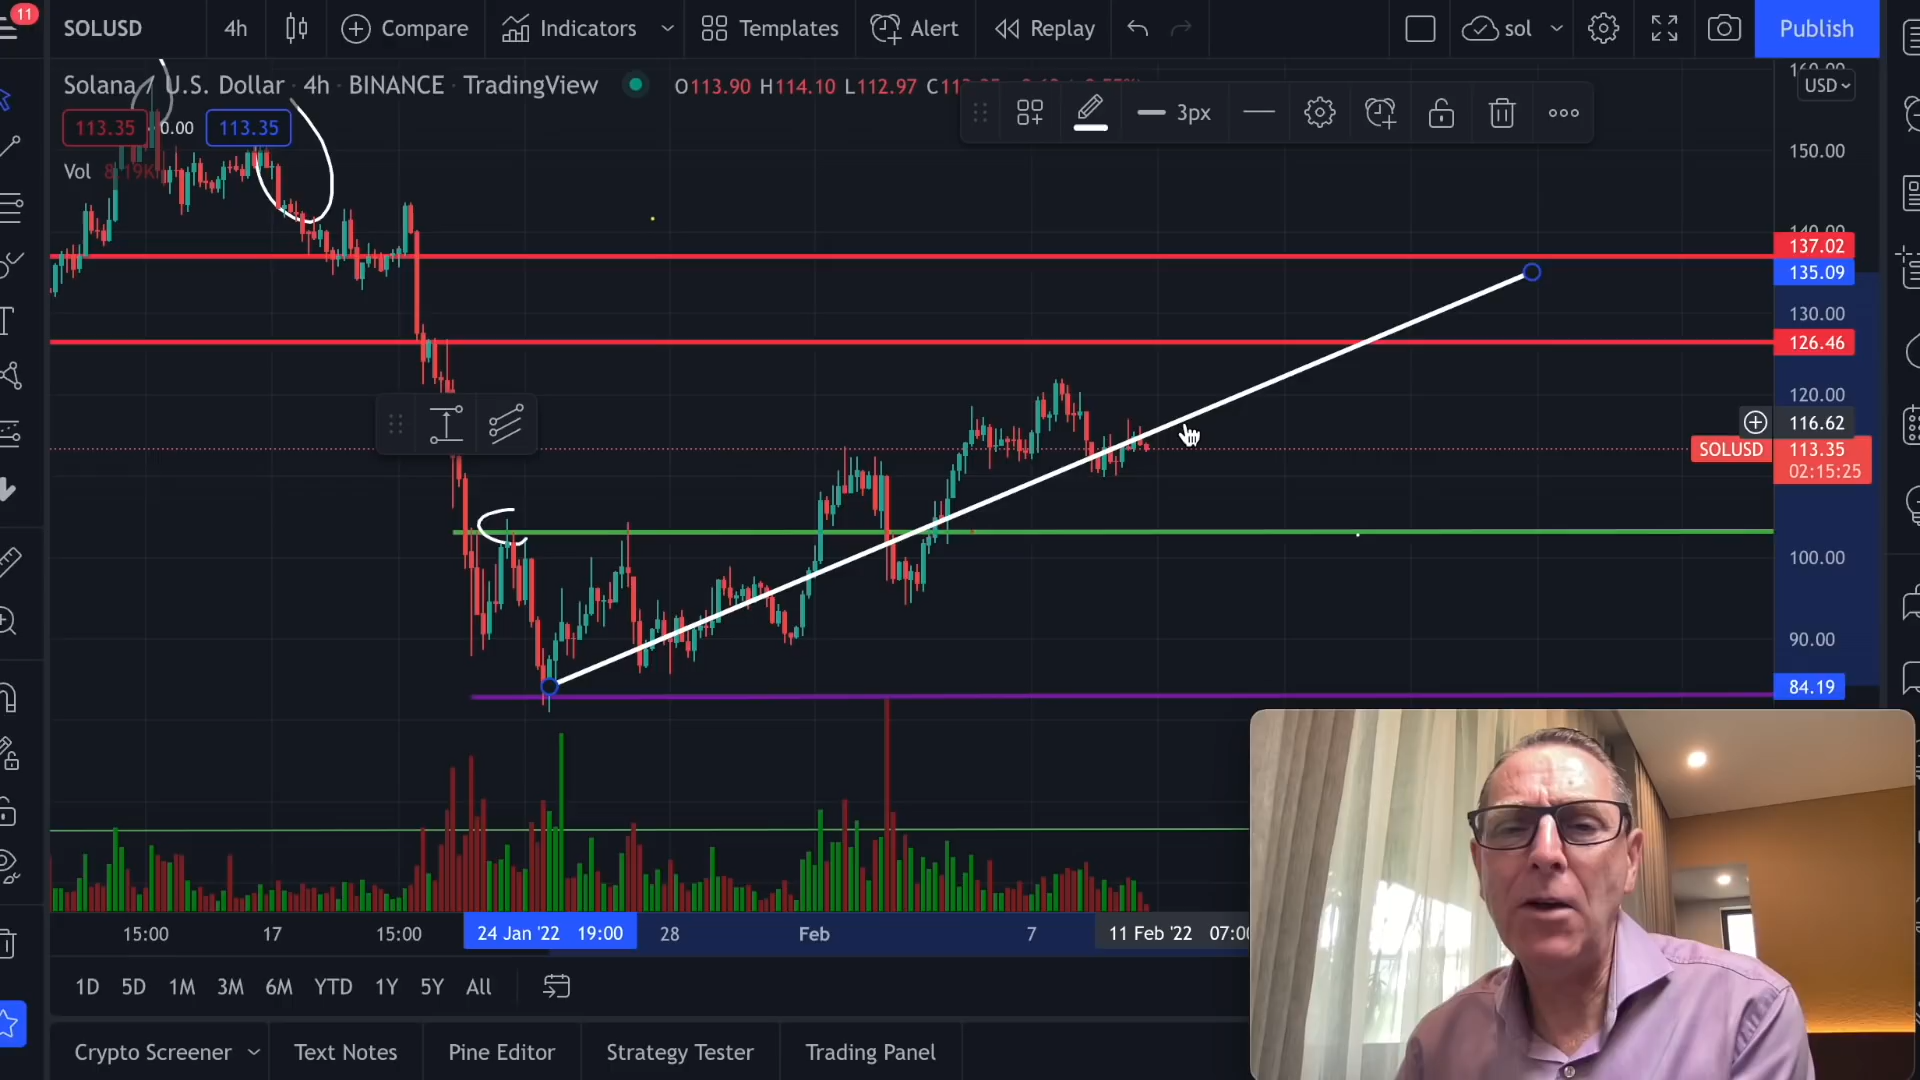 11
SOLUSD 4h Compare Indicators Templates Alert Replay sol Publish
Solana / U.S. Dollar · 4h · BINANCE · TradingView O113.90 H114.10 L112.97
USD
3px
113.35 0.00 113.35
Vol 8.19K
150.00
137.02
135.09
130.00
126.46
120.00
116.62
SOLUSD 113.35
02:15:25
100.00
90.00
84.19
15:00 17 15:00 24 Jan '22 19:00 28 Feb 7 11 Feb '22 07:00
1D 5D 1M 3M 6M YTD 1Y 5Y All
Crypto Screener Text Notes Pine Editor Strategy Tester Trading Panel